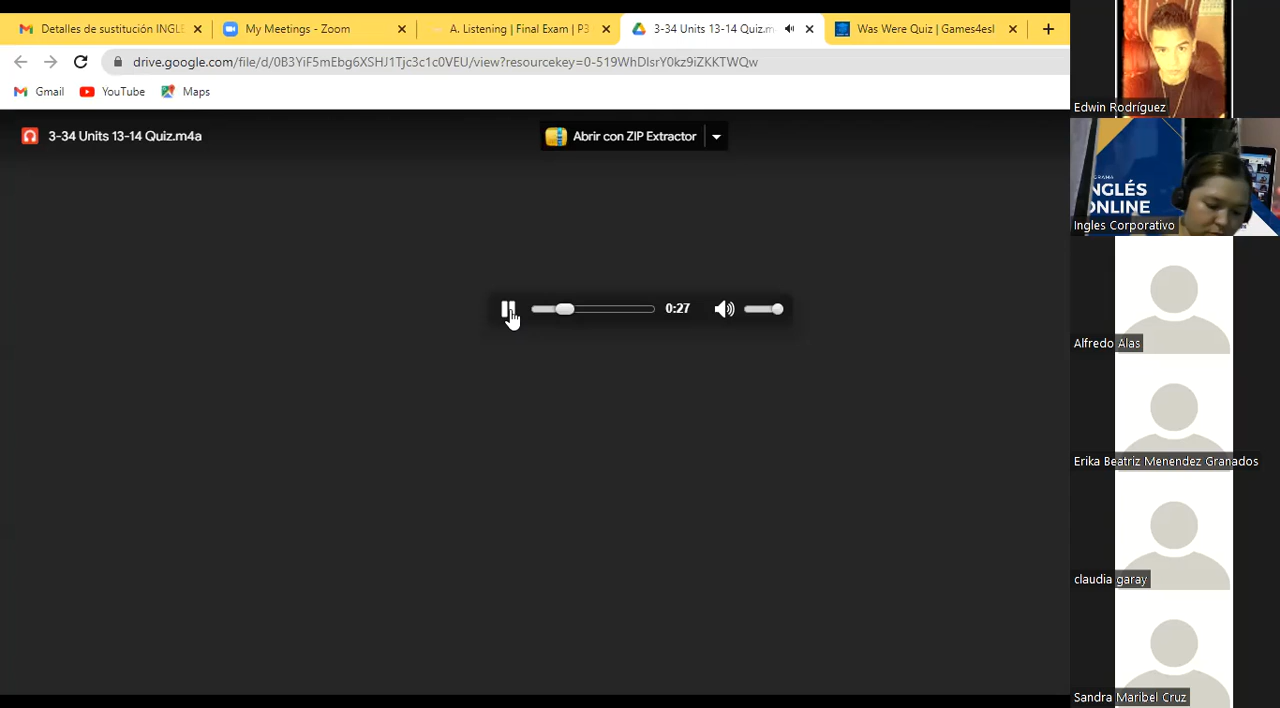 Detalles de sustitución INGLE
My Meetings - Zoom
A. Listening | Final Exam | P3
3-34 Units 13-14 Quiz.m
Was Were Quiz | Games4esl
drive.google.com/file/d/0B3YiF5mEbg6XSHJ1Tjc3c1c0VEU/view?resourcekey=0-519WhDlsrY0kz9iZKKTWQw
Gmail
YouTube
Maps
3-34 Units 13-14 Quiz.m4a
Abrir con ZIP Extractor
0:27
Edwin Rodríguez
INGLÉS
ONLINE
Ingles Corporativo
Alfredo Alas
Erika Beatriz Menendez Granados
claudia garay
Sandra Maribel Cruz